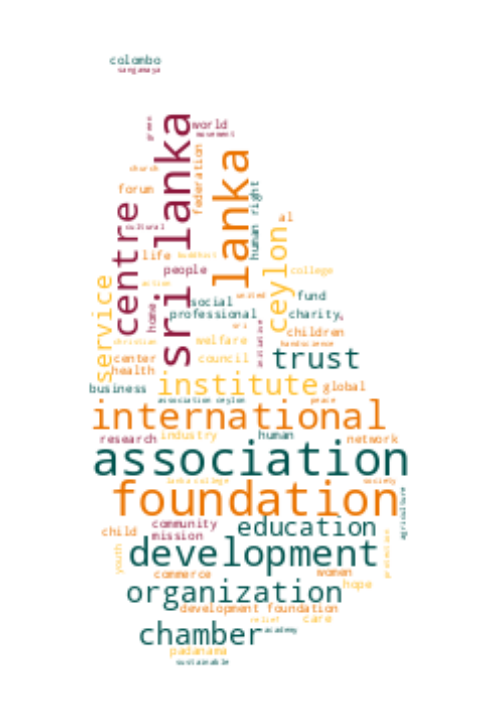 colombo
sangamaya
green
sri lanka
world
movement
lanka
federation
church
forum
centre
cultural
human right
al
ceylon
life
buddhist
people
college
action
service
home
social
united
fund
professional
charity
sri
children
christian
welfare
center
council
trust
health
business
institute
global
association ceylon
peace
international
research
industry
human
network
association
lanka college
society
foundation
agriculture
community
education
child
mission
youth
development
commerce
women
hope
organization
development foundation
relief
care
chamber
academy
padanama
sustainable